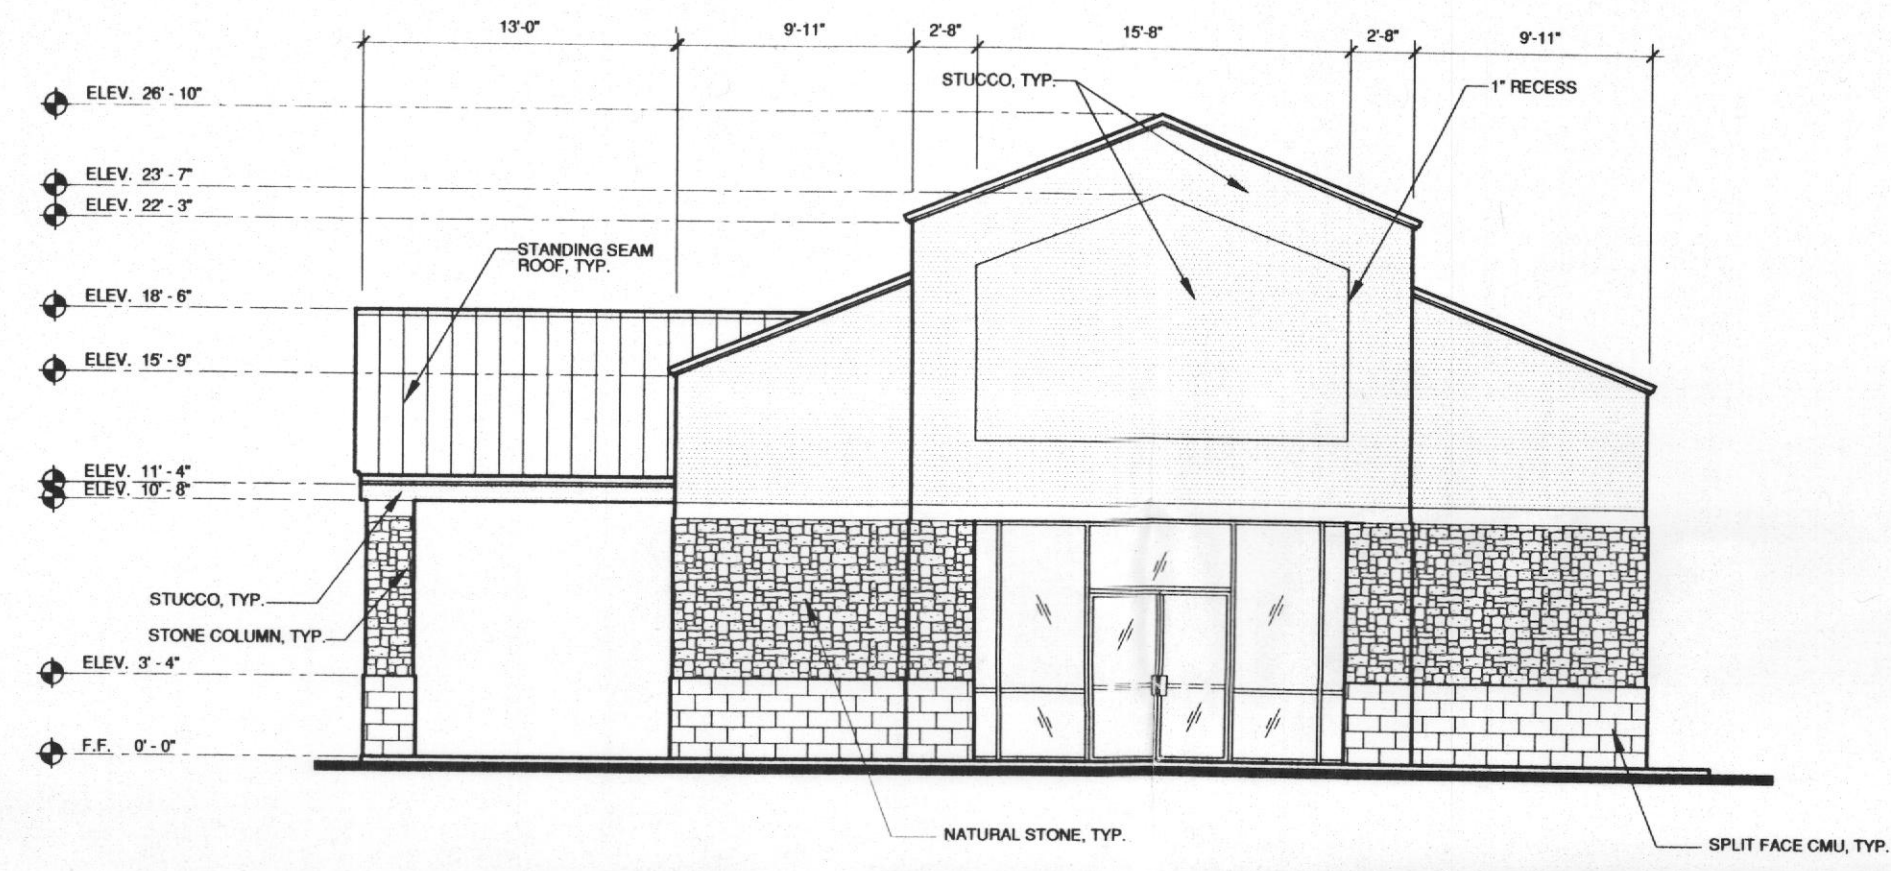 13'-0"
9'-11"
2'-8"
15'-8"
2'-8"
9'-11"
STUCCO, TYP.
1" RECESS
ELEV. 26' - 10"
ELEV. 23' - 7"
ELEV. 22' - 3"
STANDING SEAM
ROOF, TYP.
ELEV. 18' - 6"
ELEV. 15' - 9"
ELEV. 11' - 4"
ELEV. 10' - 8"
STUCCO, TYP.
STONE COLUMN, TYP.
ELEV. 3' - 4"
F.F. 0' - 0"
NATURAL STONE, TYP.
SPLIT FACE CMU, TYP.